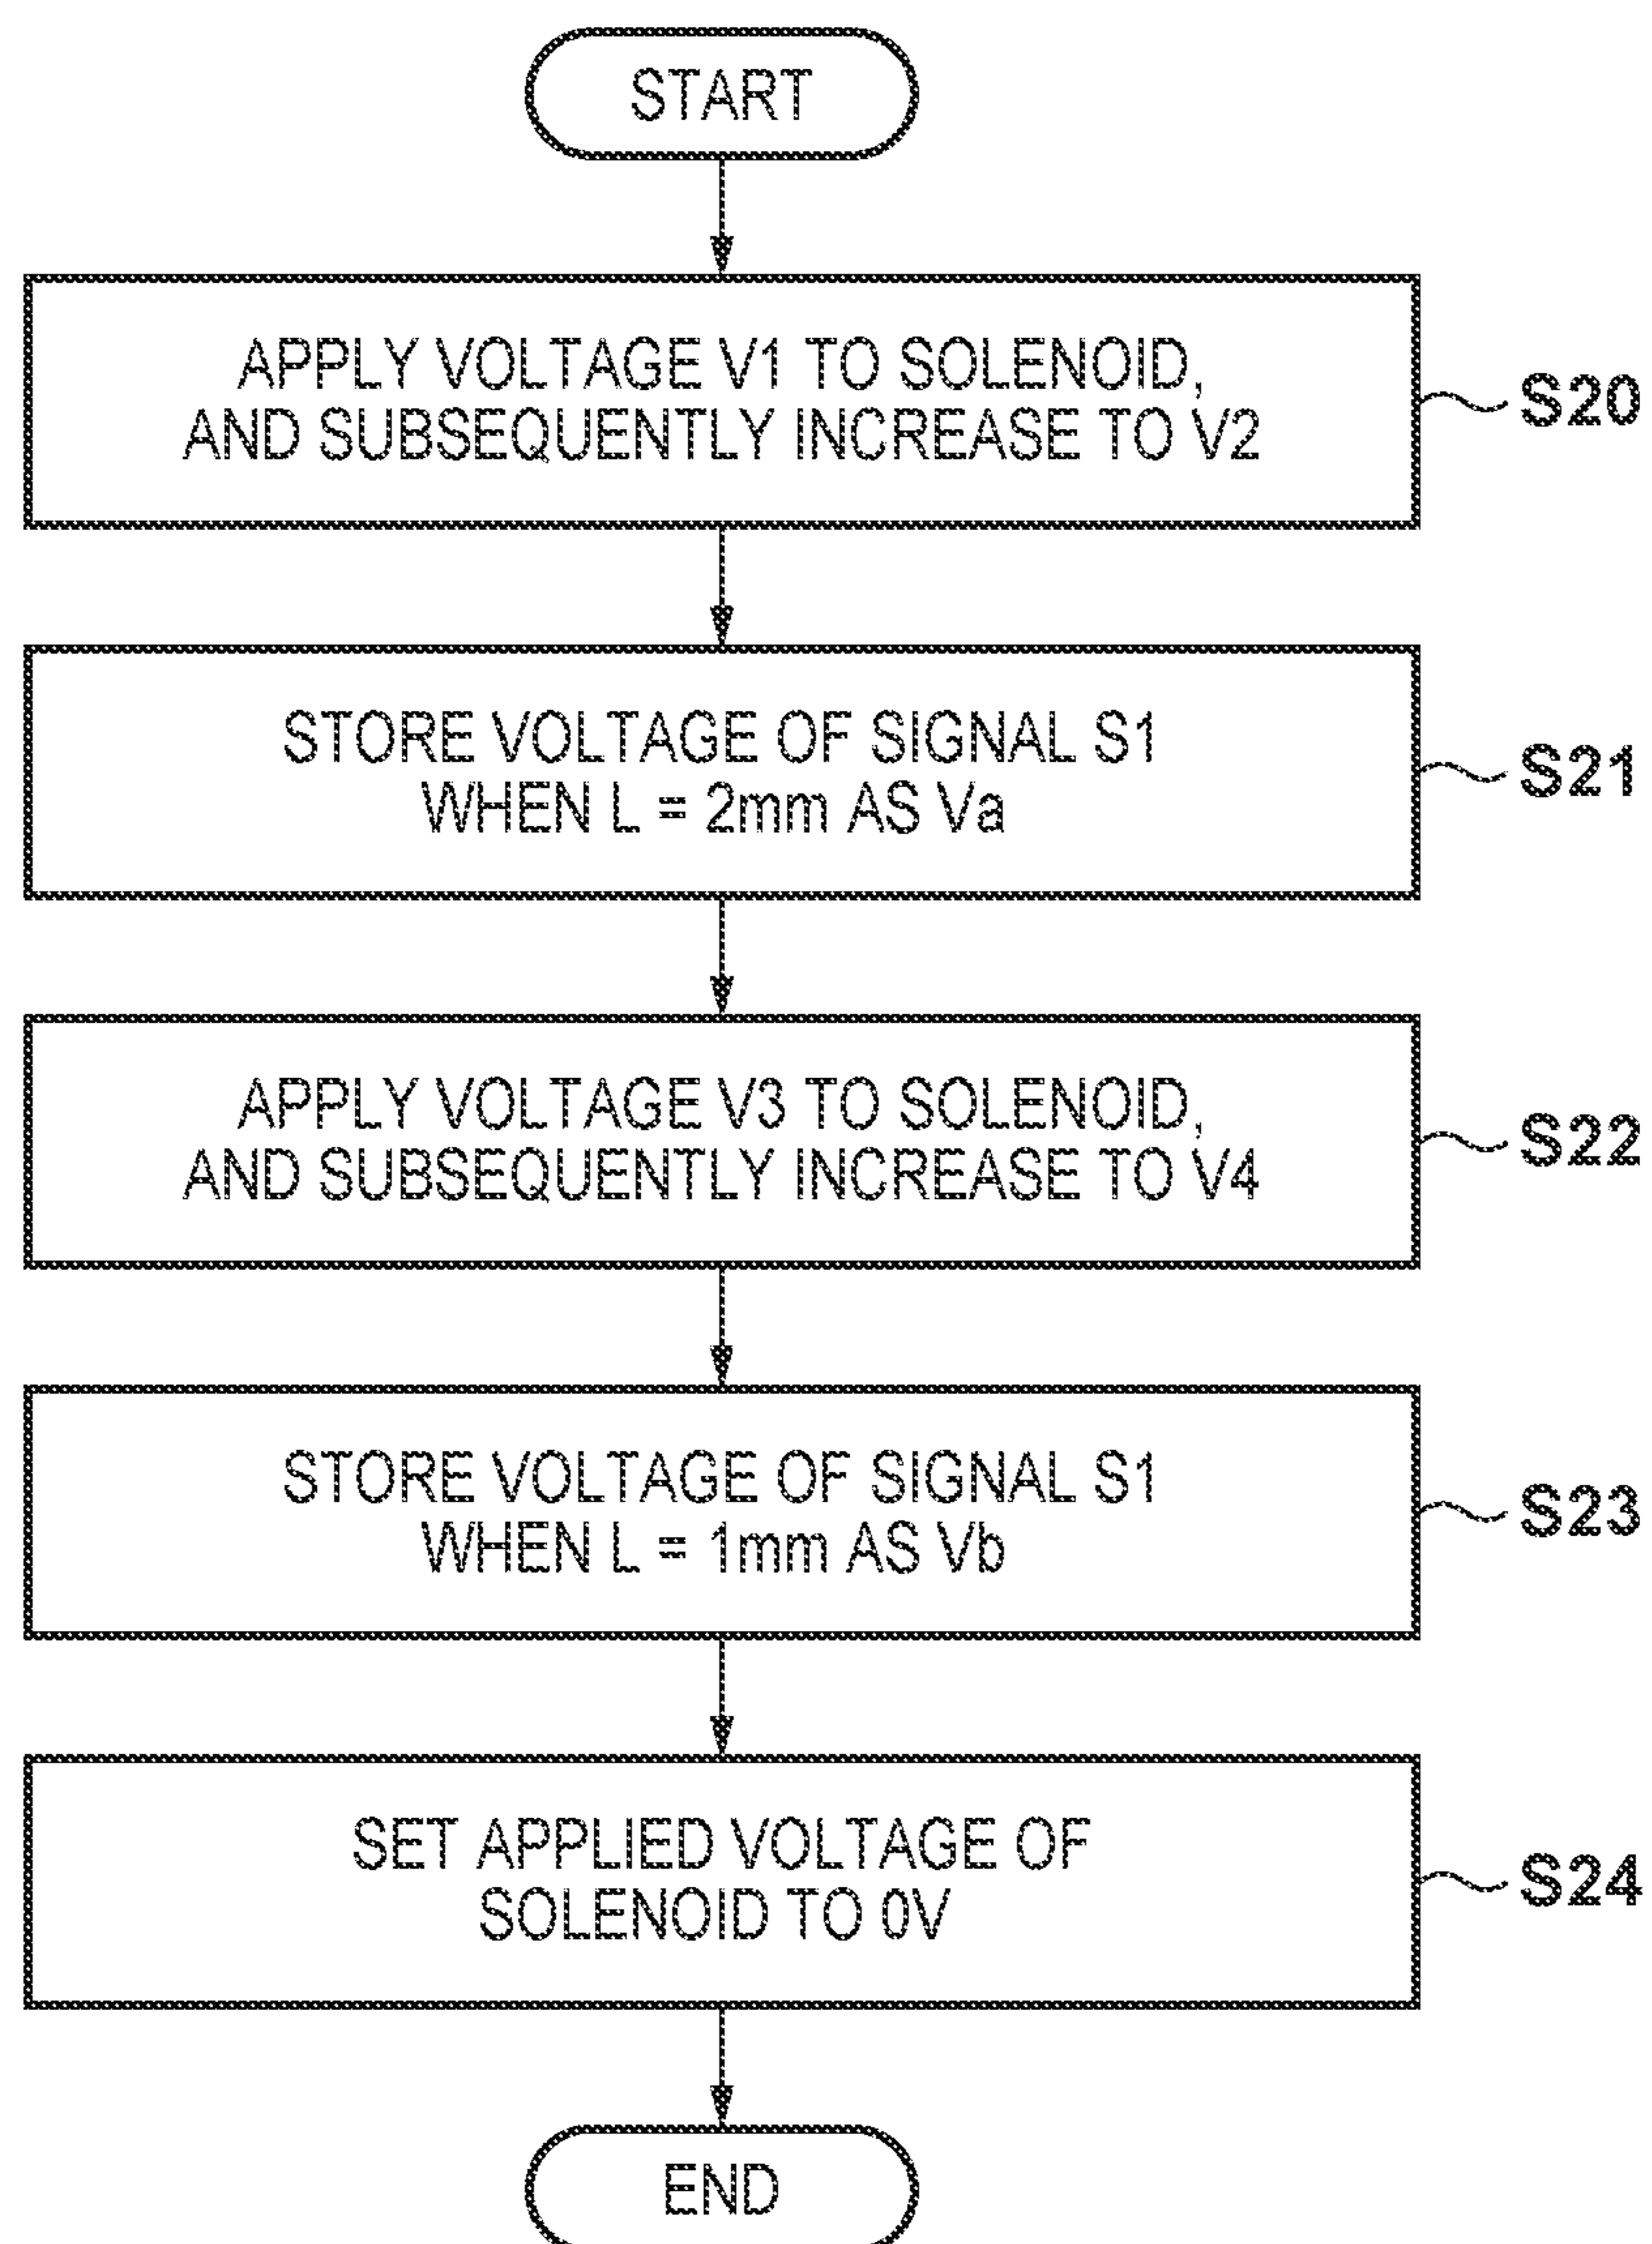 START
APPLY VOLTAGE V1 TO SOLENOID,
AND SUBSEQUENTLY INCREASE TO V2
S20
STORE VOLTAGE OF SIGNAL S1
WHEN L = 2mm AS Va
S21
APPLY VOLTAGE V3 TO SOLENOID,
AND SUBSEQUENTLY INCREASE TO V4
S22
STORE VOLTAGE OF SIGNAL S1
WHEN L = 1mm AS Vb
S23
SET APPLIED VOLTAGE OF
SOLENOID TO 0V
S24
END